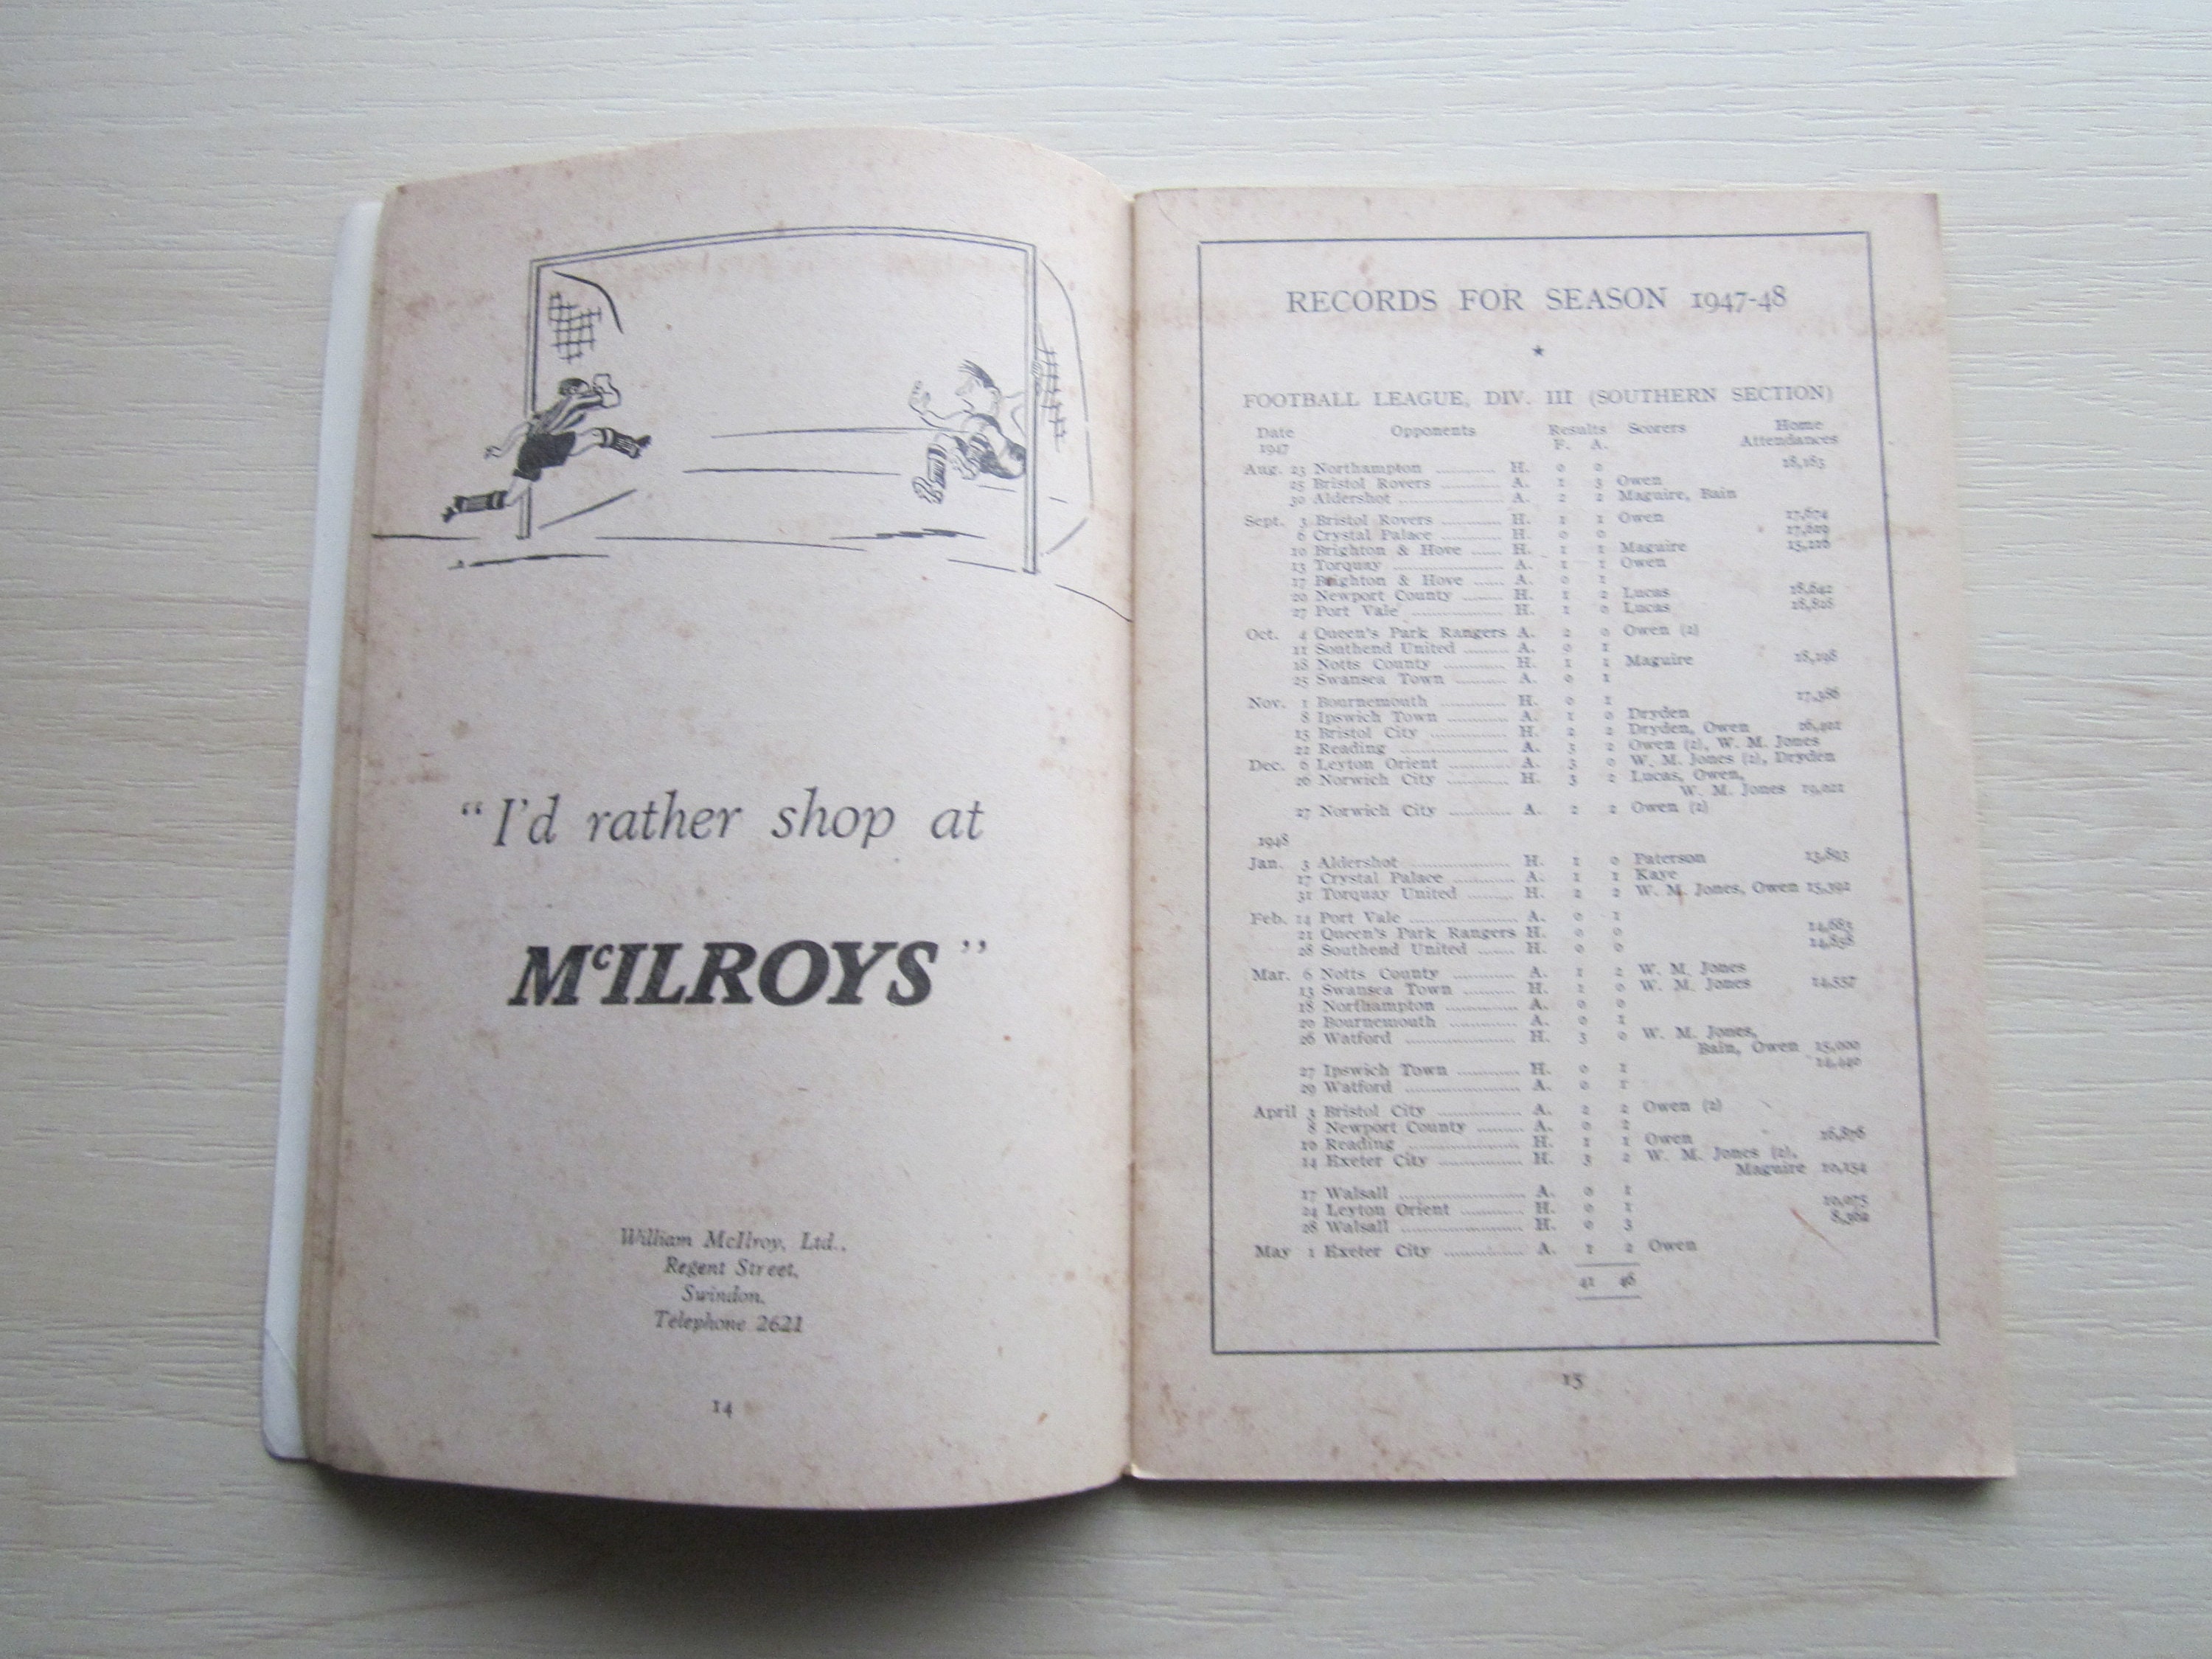 "I'd rather shop at
McILROYS"
William McIlroy, Ltd.,
Regent Street,
Swindon.
Telephone 2621
14
RECORDS FOR SEASON 1947-48
★
FOOTBALL LEAGUE, DIV. III (SOUTHERN SECTION)
Date Opponents Results Scorers Home
1947 F. A. Attendances
Aug. 23 Northampton ............ H. 0 0 18,163
25 Bristol Rovers ............ A. 1 3 Owen
30 Aldershot ............ A. 2 2 Maguire, Bain
Sept. 3 Bristol Rovers ............ H. 1 1 Owen 17,674
6 Crystal Palace ............ H. 0 0 17,629
10 Brighton & Hove ...... H. 1 1 Maguire 15,226
13 Torquay ............ A. 1 1 Owen
17 Brighton & Hove ...... A. 0 1
20 Newport County ........ H. 1 2 Lucas 18,642
27 Port Vale ............ H. 1 0 Lucas 18,826
Oct. 4 Queen's Park Rangers A. 2 0 Owen (2)
11 Southend United ........ A. 0 1
18 Notts County ............ H. 1 1 Maguire 18,198
25 Swansea Town .......... A. 0 1
Nov. 1 Bournemouth ............ H. 0 1 17,386
8 Ipswich Town ............ A. 1 0 Dryden
15 Bristol City ............ H. 2 2 Dryden, Owen 26,422
22 Reading ............ A. 3 2 Owen (2), W. M. Jones
Dec. 6 Leyton Orient ............ A. 3 0 W. M. Jones (2), Dryden
26 Norwich City ............ H. 3 2 Lucas, Owen,
W. M. Jones 19,022
27 Norwich City ............ A. 2 2 Owen (2)
1948
Jan. 3 Aldershot ............ H. 1 0 Paterson 13,893
17 Crystal Palace ............ A. 1 1 Kaye
31 Torquay United ........ H. 2 2 W. M. Jones, Owen 15,392
Feb. 14 Port Vale ............ A. 0 1
21 Queen's Park Rangers H. 0 0 14,683
28 Southend United ....... H. 0 0 14,858
Mar. 6 Notts County ............ A. 1 2 W. M. Jones
13 Swansea Town ........... H. 1 0 W. M. Jones 14,557
18 Northampton ............ A. 0 0
20 Bournemouth ............ A. 0 1
26 Watford ............ H. 3 0 W. M. Jones,
Bain, Owen 15,000
27 Ipswich Town ............ H. 0 1 14,440
29 Watford ............ A. 0 1
April 3 Bristol City ............ A. 2 2 Owen (2)
8 Newport County ......... A. 0 2
10 Reading ............ H. 1 1 Owen 16,876
14 Exeter City ............ H. 3 2 W. M. Jones (2),
Maguire 10,154
17 Walsall ............ A. 0 1
24 Leyton Orient ............ H. 0 1 10,075
28 Walsall ............ H. 0 3 8,362
May 1 Exeter City ............ A. 1 2 Owen
41 46
15